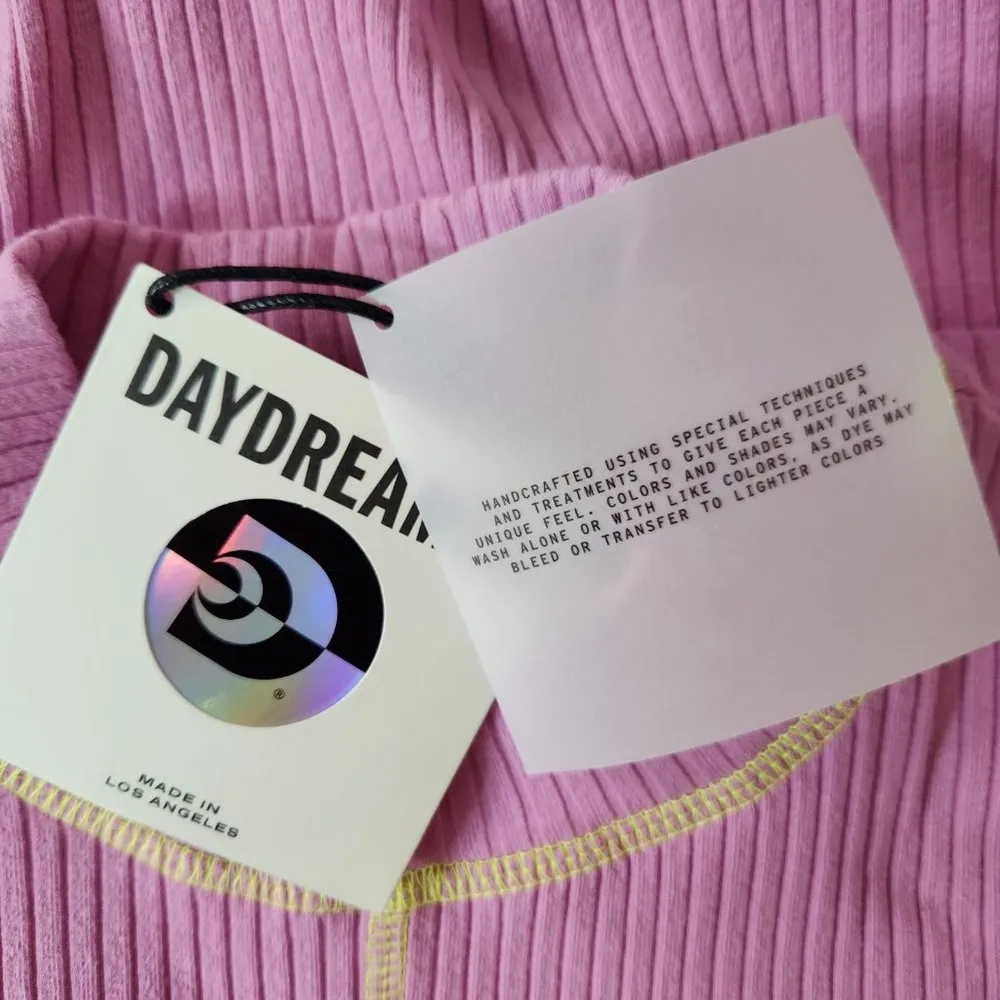 DAYDREAM
®
MADE IN
LOS ANGELES
HANDCRAFTED USING SPECIAL TECHNIQUES
AND TREATMENTS TO GIVE EACH PIECE A
UNIQUE FEEL. COLORS AND SHADES MAY VARY.
WASH ALONE OR WITH LIKE COLORS, AS DYE MAY
BLEED OR TRANSFER TO LIGHTER COLORS